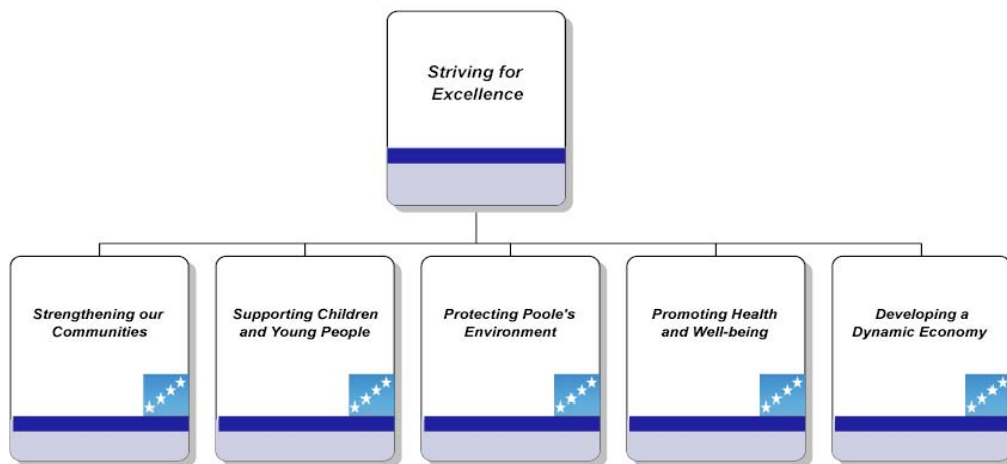 Striving for
Excellence
Strengthening our
Communities
Supporting Children
and Young People
Protecting Poole's
Environment
Promoting Health
and Well-being
Developing a
Dynamic Economy